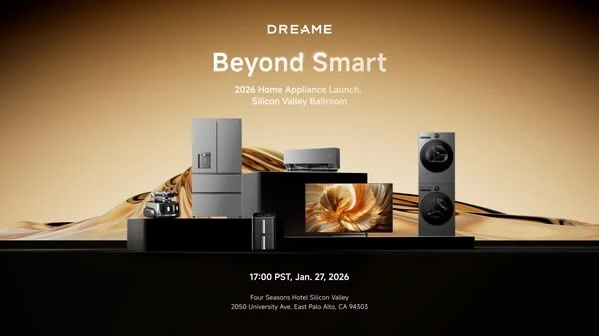 DREAME
Beyond Smart
2026 Home Appliance Launch.
Silicon Valley Ballroom
17:00 PST, Jan. 27, 2026
Four Seasons Hotel Silicon Valley
2050 University Ave, East Palo Alto, CA 94303